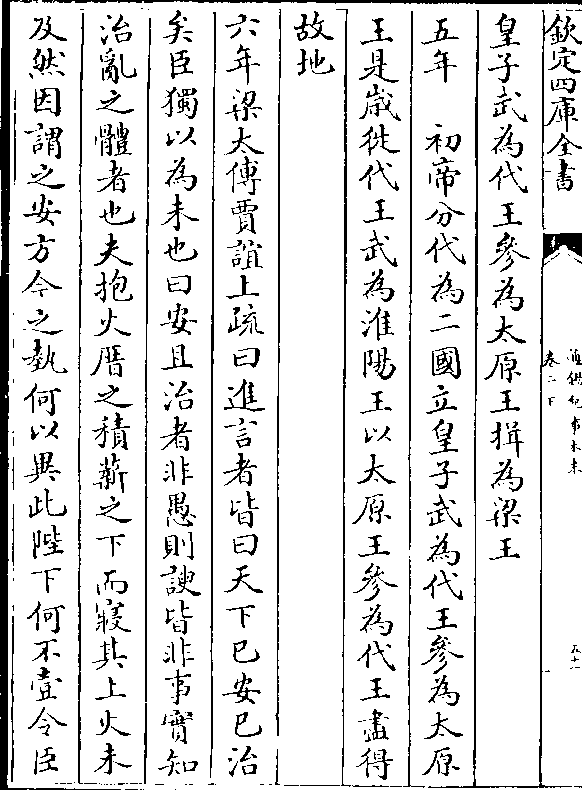 欽定四庫全書
通鑑紀事本末
卷二下
皇子武為代王參為太原王揖為梁王
五年　初帝分代為二國立皇子武為代王參為太原
王是歲徙代王武為淮陽王以太原王參為代王盡得
故地
六年梁太傅賈誼上疏曰進言者皆曰天下已安已治
矣臣獨以為未也曰安且治者非愚則諛皆非事實知
治亂之體者也夫抱火厝之積薪之下而寢其上火未
及然因謂之安方今之埶何以異此陛下何不壹令臣